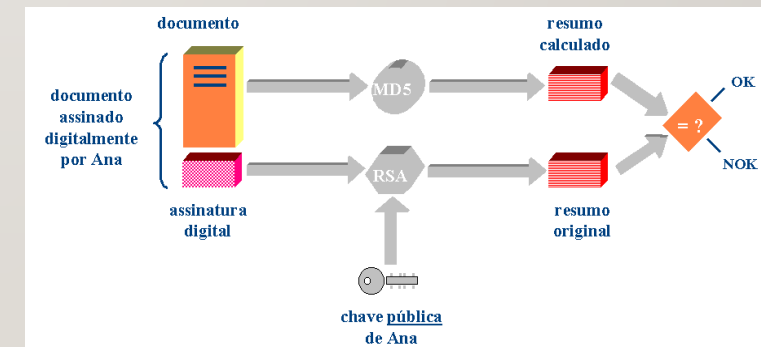 documento
resumo
calculado
documento
assinado
digitalmente
por Ana
MD5
= ?
OK
NOK
RSA
assinatura
digital
resumo
original
chave pública
de Ana